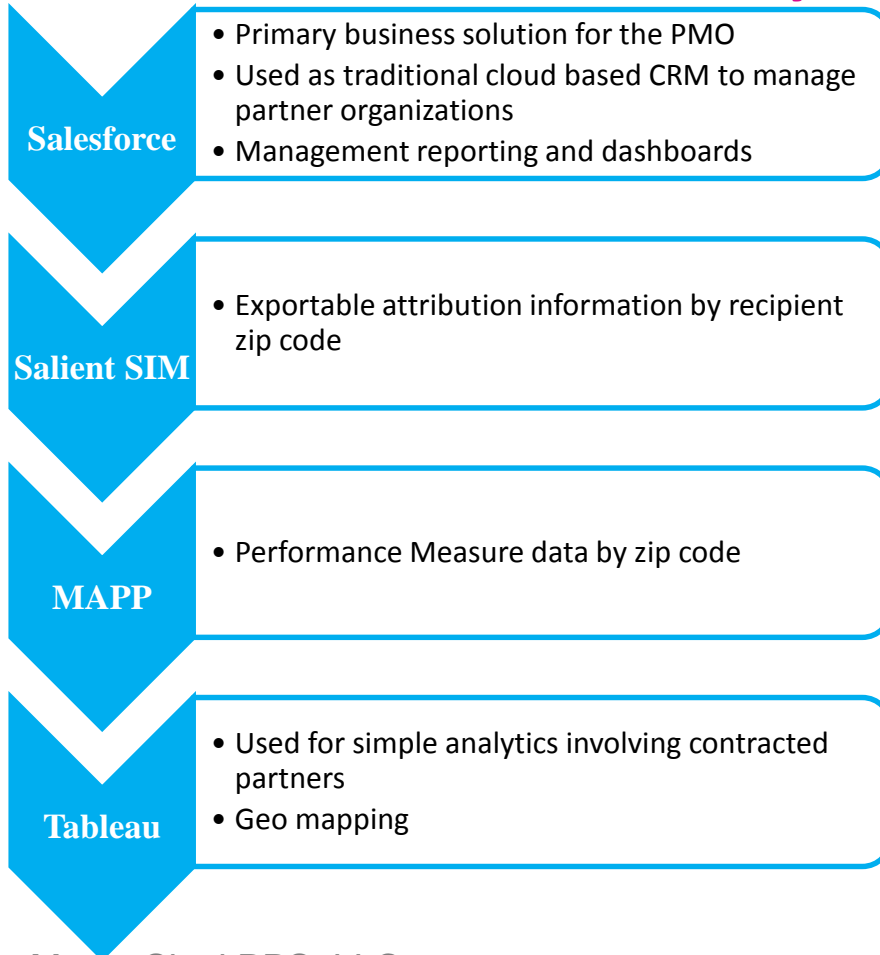 Salesforce
• Primary business solution for the PMO
• Used as traditional cloud based CRM to manage
partner organizations
• Management reporting and dashboards
Salient SIM
• Exportable attribution information by recipient
zip code
MAPP
• Performance Measure data by zip code
Tableau
• Used for simple analytics involving contracted
partners
• Geo mapping